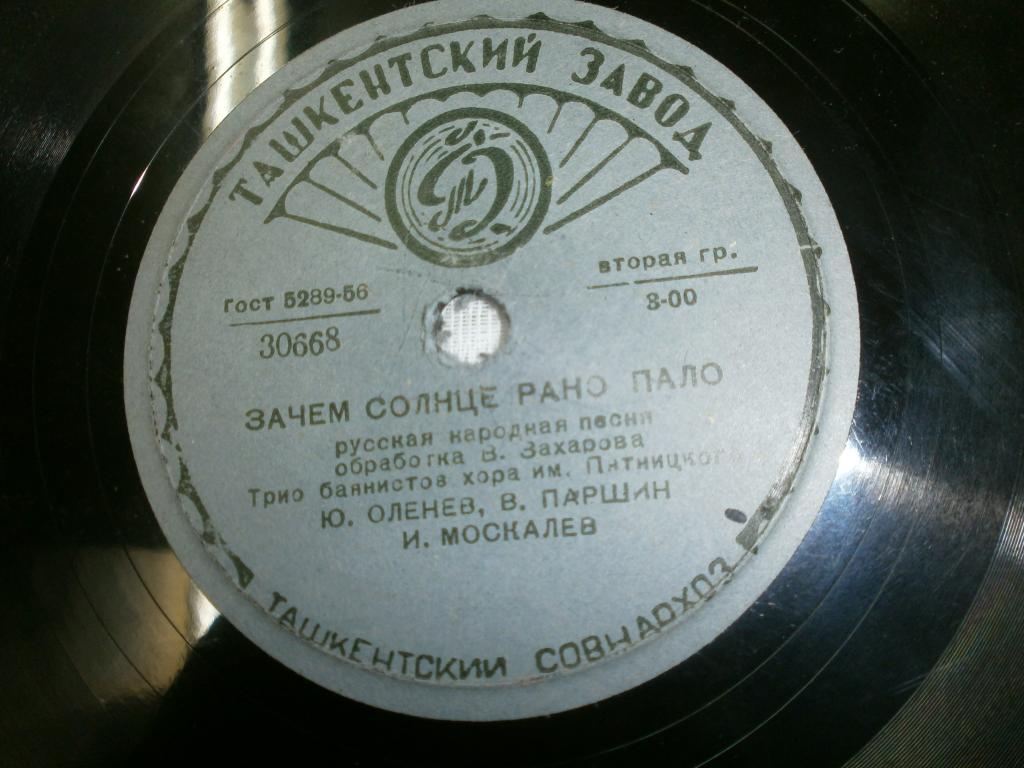 ТАШКЕНТСКИЙ ЗАВОД
Гост 5289-56
30668
вторая гр.
3-00
ЗАЧЕМ СОЛНЦЕ РАНО ПАЛО
русская народная песня
обработка В. Захарова
Трио баянистов хора им. Пятницкого
Ю. ОЛЕНЕВ, В. ПАРШИН
И. МОСКАЛЕВ
ТАШКЕНТСКИЙ СОВНАРХОЗ